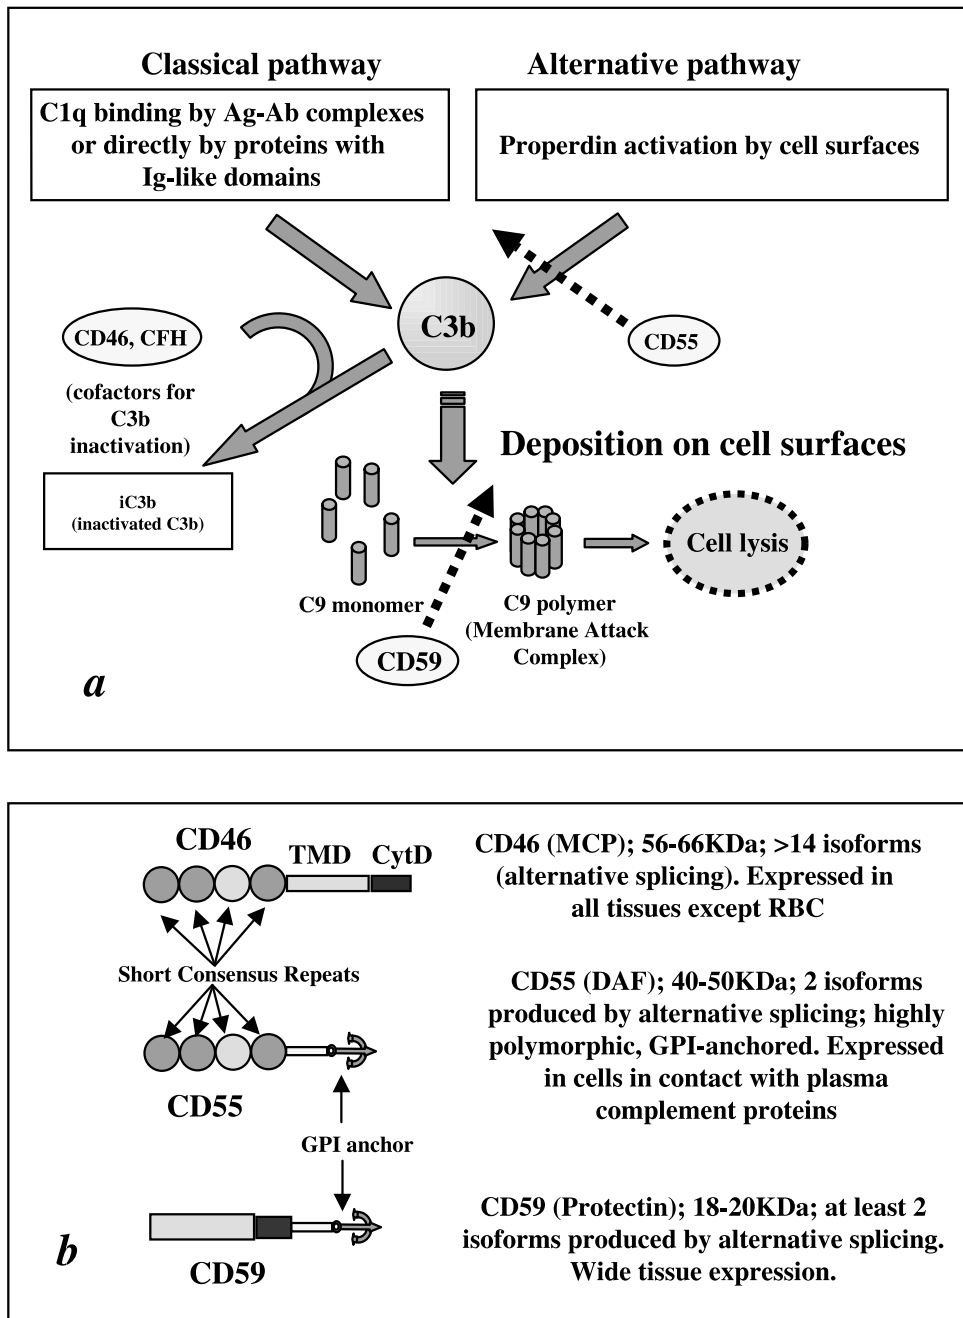 Classical pathway
Alternative pathway
C1q binding by Ag-Ab complexes
or directly by proteins with
Ig-like domains
Properdin activation by cell surfaces
C3b
CD46, CFH
CD55
(cofactors for
C3b
inactivation)
Deposition on cell surfaces
iC3b
(inactivated C3b)
Cell lysis
C9 monomer
C9 polymer
(Membrane Attack
Complex)
CD59
a
CD46
TMD
CytD
CD46 (MCP); 56-66KDa; >14 isoforms
(alternative splicing). Expressed in
all tissues except RBC
Short Consensus Repeats
CD55
CD55 (DAF); 40-50KDa; 2 isoforms
produced by alternative splicing; highly
polymorphic, GPI-anchored. Expressed
in cells in contact with plasma
complement proteins
GPI anchor
CD59
CD59 (Protectin); 18-20KDa; at least 2
isoforms produced by alternative splicing.
Wide tissue expression.
b